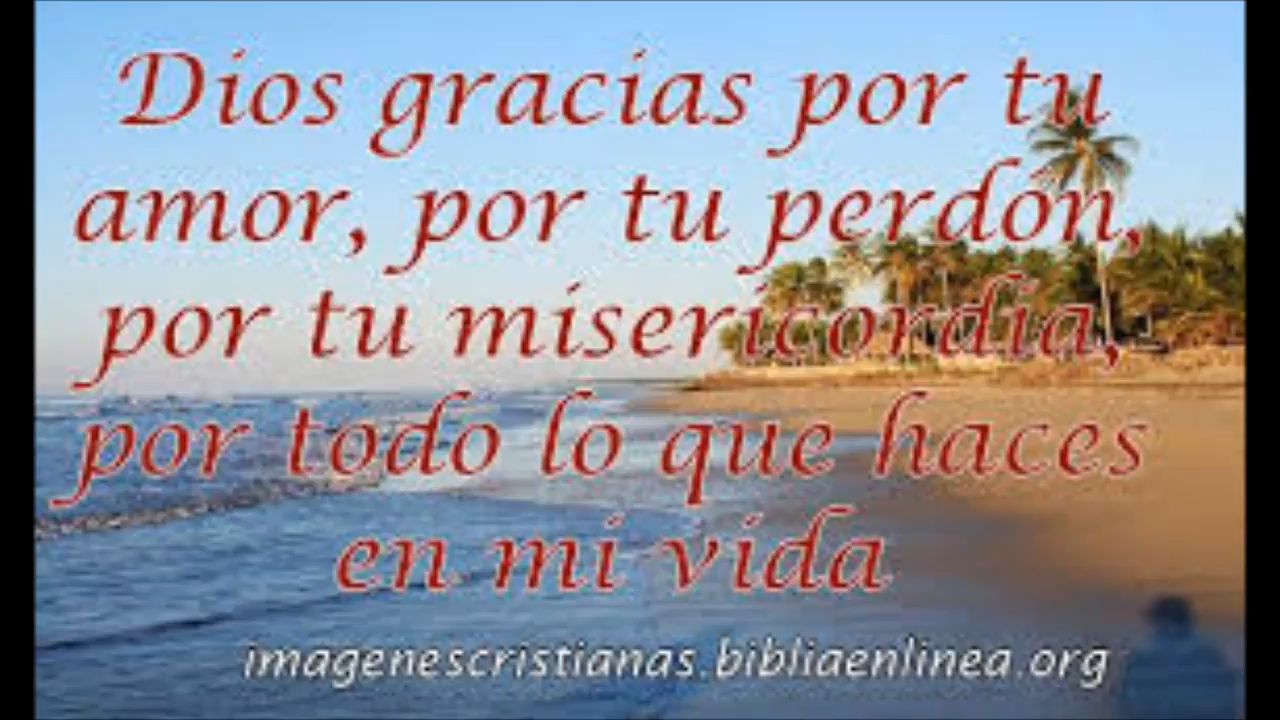 Dios gracias por tu
amor, por tu perdón,
por tu misericordia,
por todo lo que haces
en mi vida
imagenescristianas.bibliaenlinea.org